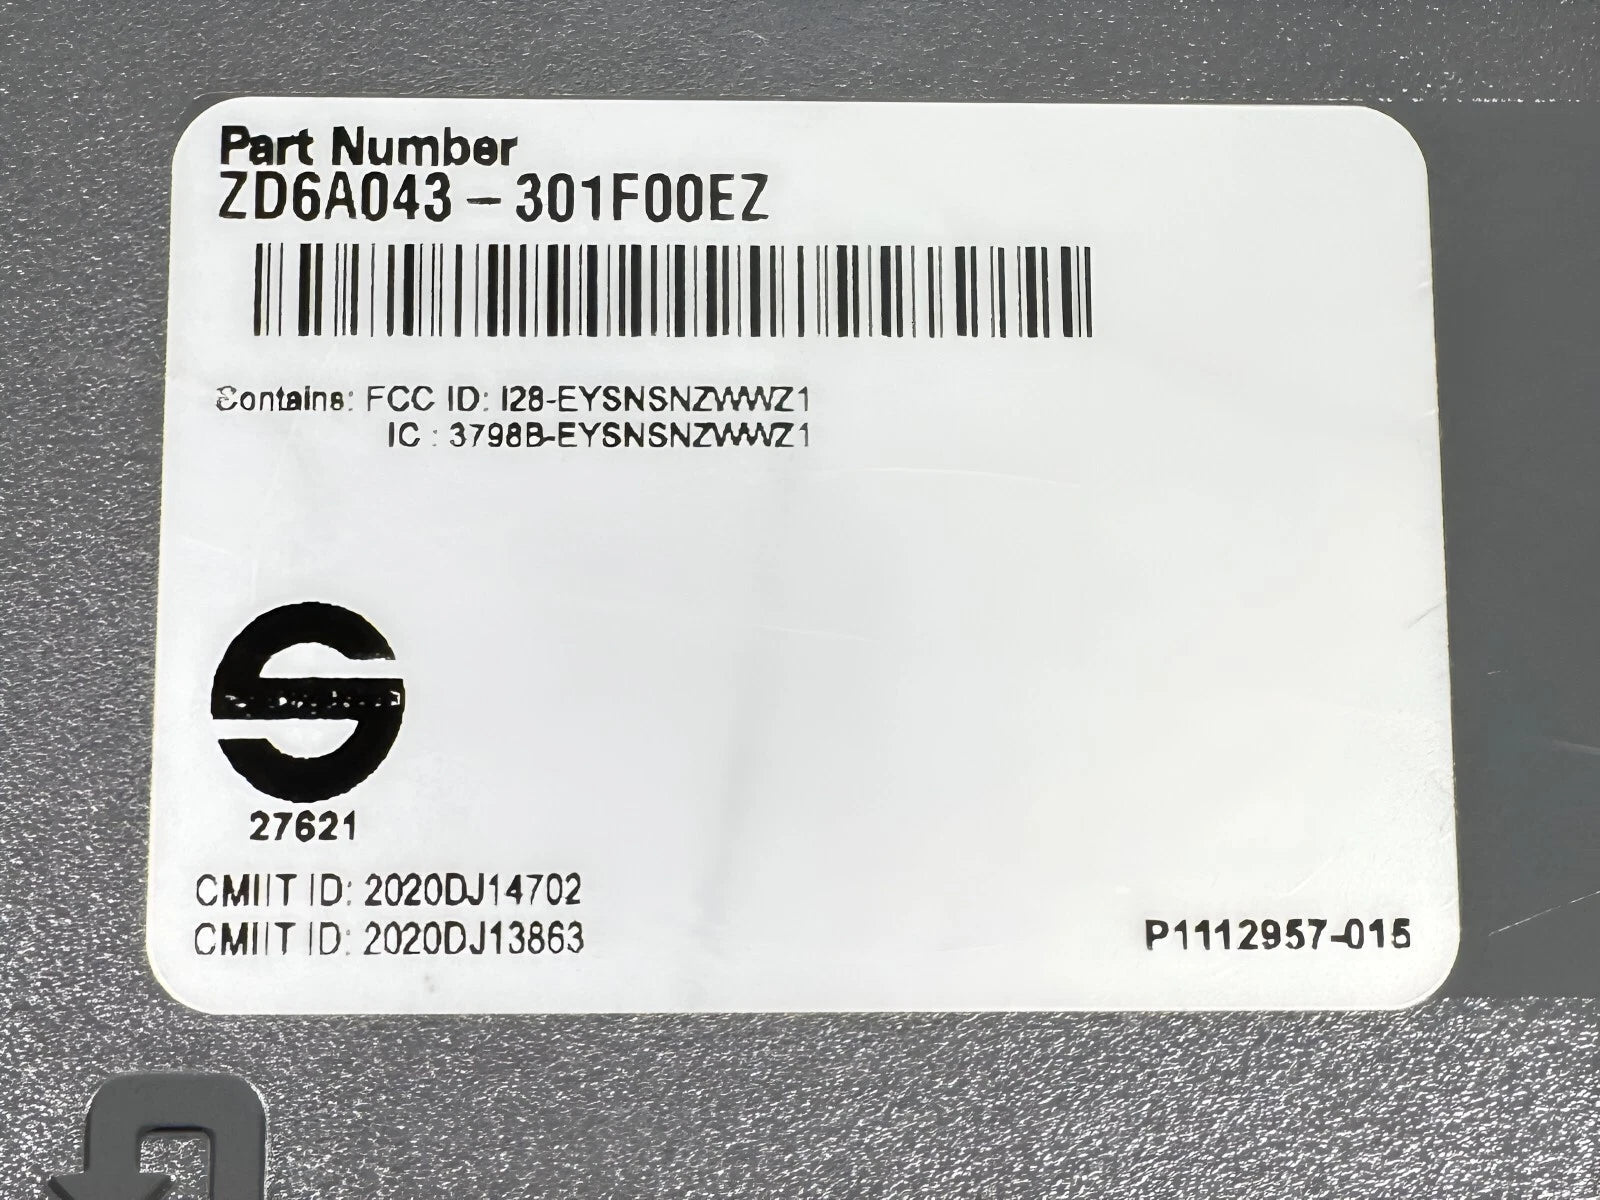 Part Number
ZD6A043-301F00EZ
Contains: FCC ID: I28-EYSNSNZWWZ1
IC : 3798B-EYSNSNZWWZ1
27621
CMIIT ID: 2020DJ14702
CMIIT ID: 2020DJ13863
P1112957-015